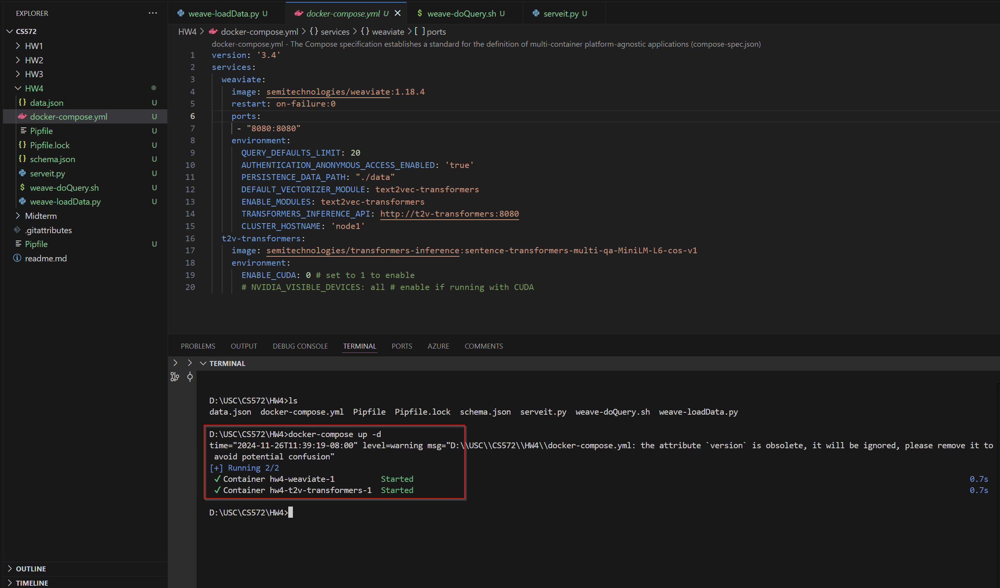 EXPLORER
CS572
HW1
HW2
HW3
HW4
data.json U
docker-compose.yml U
Pipfile U
Pipfile.lock U
schema.json U
serveit.py U
weave-doQuery.sh U
weave-loadData.py U
Midterm
.gitattributes
Pipfile U
readme.md
OUTLINE
TIMELINE
weave-loadData.py U docker-compose.yml U weave-doQuery.sh U serveit.py U
HW4 > docker-compose.yml > {} services > {} weaviate > [ ] ports
docker-compose.yml - The Compose specification establishes a standard for the definition of multi-container platform-agnostic applications (compose-spec.json)
1 version: '3.4'
2 services:
3 weaviate:
4 image: semitechnologies/weaviate:1.18.4
5 restart: on-failure:0
6 ports:
7 - "8080:8080"
8 environment:
9 QUERY_DEFAULTS_LIMIT: 20
10 AUTHENTICATION_ANONYMOUS_ACCESS_ENABLED: 'true'
11 PERSISTENCE_DATA_PATH: "./data"
12 DEFAULT_VECTORIZER_MODULE: text2vec-transformers
13 ENABLE_MODULES: text2vec-transformers
14 TRANSFORMERS_INFERENCE_API: http://t2v-transformers:8080
15 CLUSTER_HOSTNAME: 'node1'
16 t2v-transformers:
17 image: semitechnologies/transformers-inference:sentence-transformers-multi-qa-MiniLM-L6-cos-v1
18 environment:
19 ENABLE_CUDA: 0 # set to 1 to enable
20 # NVIDIA_VISIBLE_DEVICES: all # enable if running with CUDA
PROBLEMS OUTPUT DEBUG CONSOLE TERMINAL PORTS AZURE COMMENTS
TERMINAL
D:\USC\CS572\HW4>ls
data.json docker-compose.yml Pipfile Pipfile.lock schema.json serveit.py weave-doQuery.sh weave-loadData.py
D:\USC\CS572\HW4>docker-compose up -d
time="2024-11-26T11:39:19-08:00" level=warning msg="D:\\USC\\CS572\\HW4\\docker-compose.yml: the attribute `version` is obsolete, it will be ignored, please remove it to
avoid potential confusion"
[+] Running 2/2
✓ Container hw4-weaviate-1 Started 0.7s
✓ Container hw4-t2v-transformers-1 Started 0.7s
D:\USC\CS572\HW4>